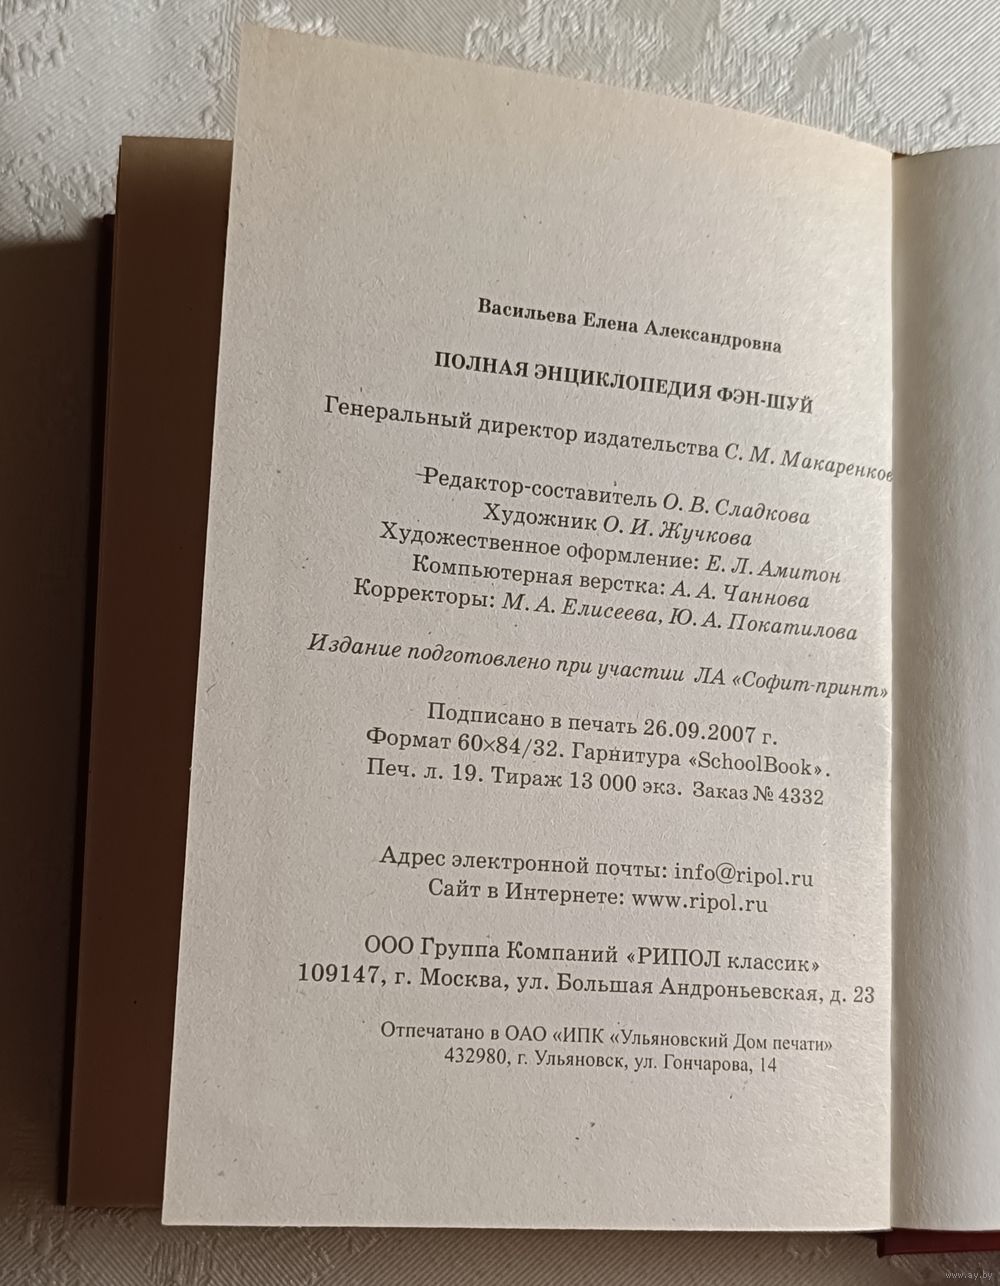 Васильева Елена Александровна
ПОЛНАЯ ЭНЦИКЛОПЕДИЯ ФЭН-ШУЙ
Генеральный директор издательства С. М. Макаренков
Редактор-составитель О. В. Сладкова
Художник О. И. Жучкова
Художественное оформление: Е. Л. Амитон
Компьютерная верстка: А. А. Чаннова
Корректоры: М. А. Елисеева, Ю. А. Покатилова
Издание подготовлено при участии ЛА «Софит-принт»
Подписано в печать 26.09.2007 г.
Формат 60×84/32. Гарнитура «SchoolBook».
Печ. л. 19. Тираж 13 000 экз. Заказ № 4332
Адрес электронной почты: info@ripol.ru
Сайт в Интернете: www.ripol.ru
ООО Группа Компаний «РИПОЛ классик»
109147, г. Москва, ул. Большая Андроньевская, д. 23
Отпечатано в ОАО «ИПК «Ульяновский Дом печати»
432980, г. Ульяновск, ул. Гончарова, 14
www.ay.by